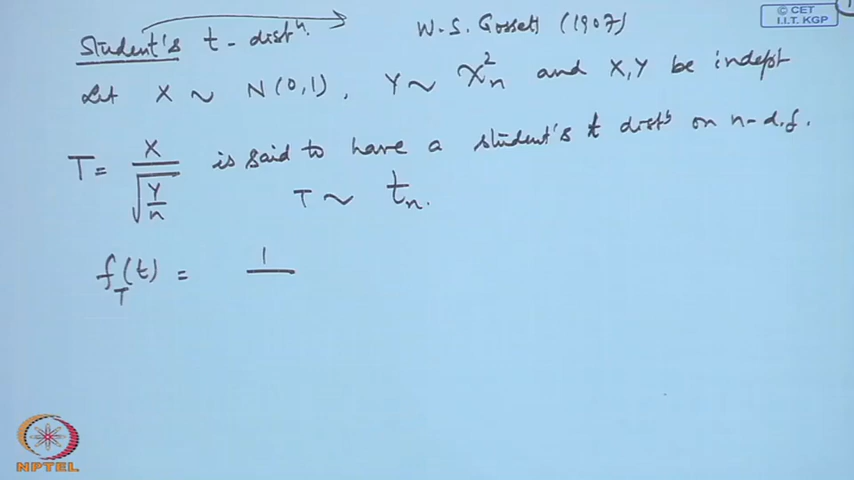 Student's t-distⁿ. W.S. Gossett (1907)
Let X ~ N(0,1), Y ~ χ²ₙ and X,Y be indept
T = X / √(Y/n) is said to have a student's t distⁿ on n-d.f.
T ~ tₙ.
f_T(t) = 1
© CET
I.I.T. KGP
NPTEL